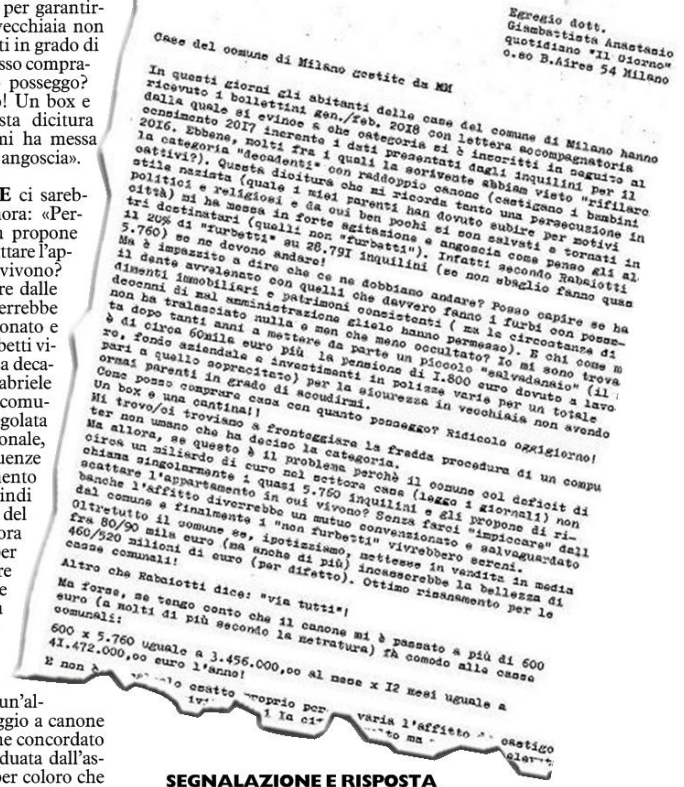 per garantir-
vecchiaia non
ti in grado di
sso compra-
posseggo?
! Un box e
sta dicitura
mi ha messa
angoscia».
E ci sareb-
nora: «Per-
n propone
ttare l'ap-
vivono?
re dalle
errebbe
onato e
betti vi-
a deca-
abriele
comu-
golata
onale,
uenze
ento
indi
del
ora
per
re
e
a
un'al-
ggio a canone
ne concordato
duata dall'as-
per coloro che
Egregio dott.
Giambattista Anastasio
quotidiano "Il Giorno"
c.so B.Aires 54 Milano
Case del comune di Milano gestite da MM
In questi giorni gli abitanti delle case del comune di Milano hanno
ricevuto i bollettini gen./feb. 2018 con lettera accompagnatoria
dalla quale si evince a che categoria si è inscritti in seguito al
censimento 2017 inerente i dati presentati dagli inquilini per il
2016. Ebbene, molti fra i quali la scrivente abbiam visto "rifilare
la categoria "decadenti" con raddoppio canone (castigano i bambini
cattivi?). Questa dicitura che mi ricorda tanto una persecuzione in
stile nazista (quale i miei parenti han dovuto subire per motivi
politici e religiosi e da cui ben pochi si son salvati e tornati in
città) mi ha messa in forte agitazione e angoscia come penso gli al
tri destinatari (quelli non "furbetti"). Infatti secondo Rabaiotti
il 20% di "furbetti" su 28.79I inquilini (se non sbaglio fanno quas
5.760) se ne devono andare!
Ma è impazzito a dire che ce ne dobbiamo andare? Posso capire se ha
il dente avvelenato con quelli che davvero fanno i furbi con posse-
dimenti immobiliari e patrimoni consistenti ( ma le circostanze di
decenni di mal amministrazione glielo hanno permesso). E chi come m
non ha tralasciato nulla e men che meno occultato? Io mi sono trova
ta dopo tanti anni a mettere da parte un piccolo "salvadanaio" (il
è di circa 60mila euro più la pensione di I.800 euro dovuto a lavo
ro, fondo aziendale e investimenti in polizze varie per un totale
pari a quello sopracitato) per la sicurezza in vecchiaia non avendo
ormai parenti in grado di accudirmi.
Come posso comprare casa con quanto posseggo? Ridicolo oggigiorno!
Un box e una cantina!!
Mi trovo/ci troviamo a fronteggiare la fredda procedura di un compu
ter non umano che ha deciso la categoria.
Ma allora, se questo è il problema perchè il comune col deficit di
circa un miliardo di euro nel settore casa (leggo i giornali) non
chiama singolarmente i quasi 5.760 inquilini e gli propone di ri-
scattare l'appartamento in cui vivono? Senza farci "impiccare" dall
banche l'affitto diverrebbe un mutuo convenzionato e salvaguardato
dal comune e finalmente i "non furbetti" vivrebbero sereni.
Oltretutto il comune se, ipotizziamo, mettesse in vendita in media
fra 80/90 mila euro (ma anche di più) incasserebbe la bellezza di
460/520 milioni di euro (per difetto). Ottimo risanamento per le
casse comunali!
Altro che Rabaiotti dice: "via tutti"!
Ma forse, se tengo conto che il canone mi è passato a più di 600
euro (a molti di più secondo la metratura) fà comodo alle casse
comunali:
600 x 5.760 uguale a 3.456.000,oo al mese x I2 mesi uguale a
4I.472.000,oo euro l'anno!
E non è lo esatto proprio per varia l'affitto castigo
SEGNALAZIONE E RISPOSTA